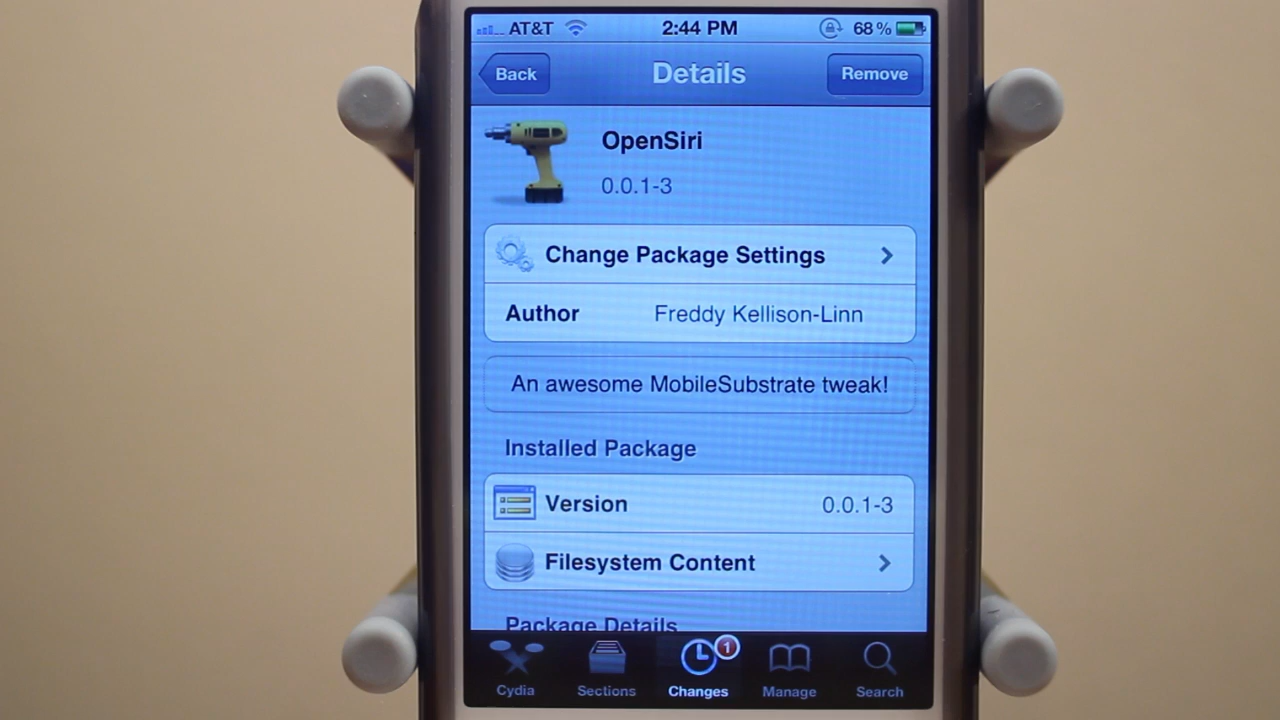 AT&T 2:44 PM 68%
Back Details Remove
OpenSiri
0.0.1-3
Change Package Settings
Author Freddy Kellison-Linn
An awesome MobileSubstrate tweak!
Installed Package
Version 0.0.1-3
Filesystem Content
Package Details
1
Cydia Sections Changes Manage Search